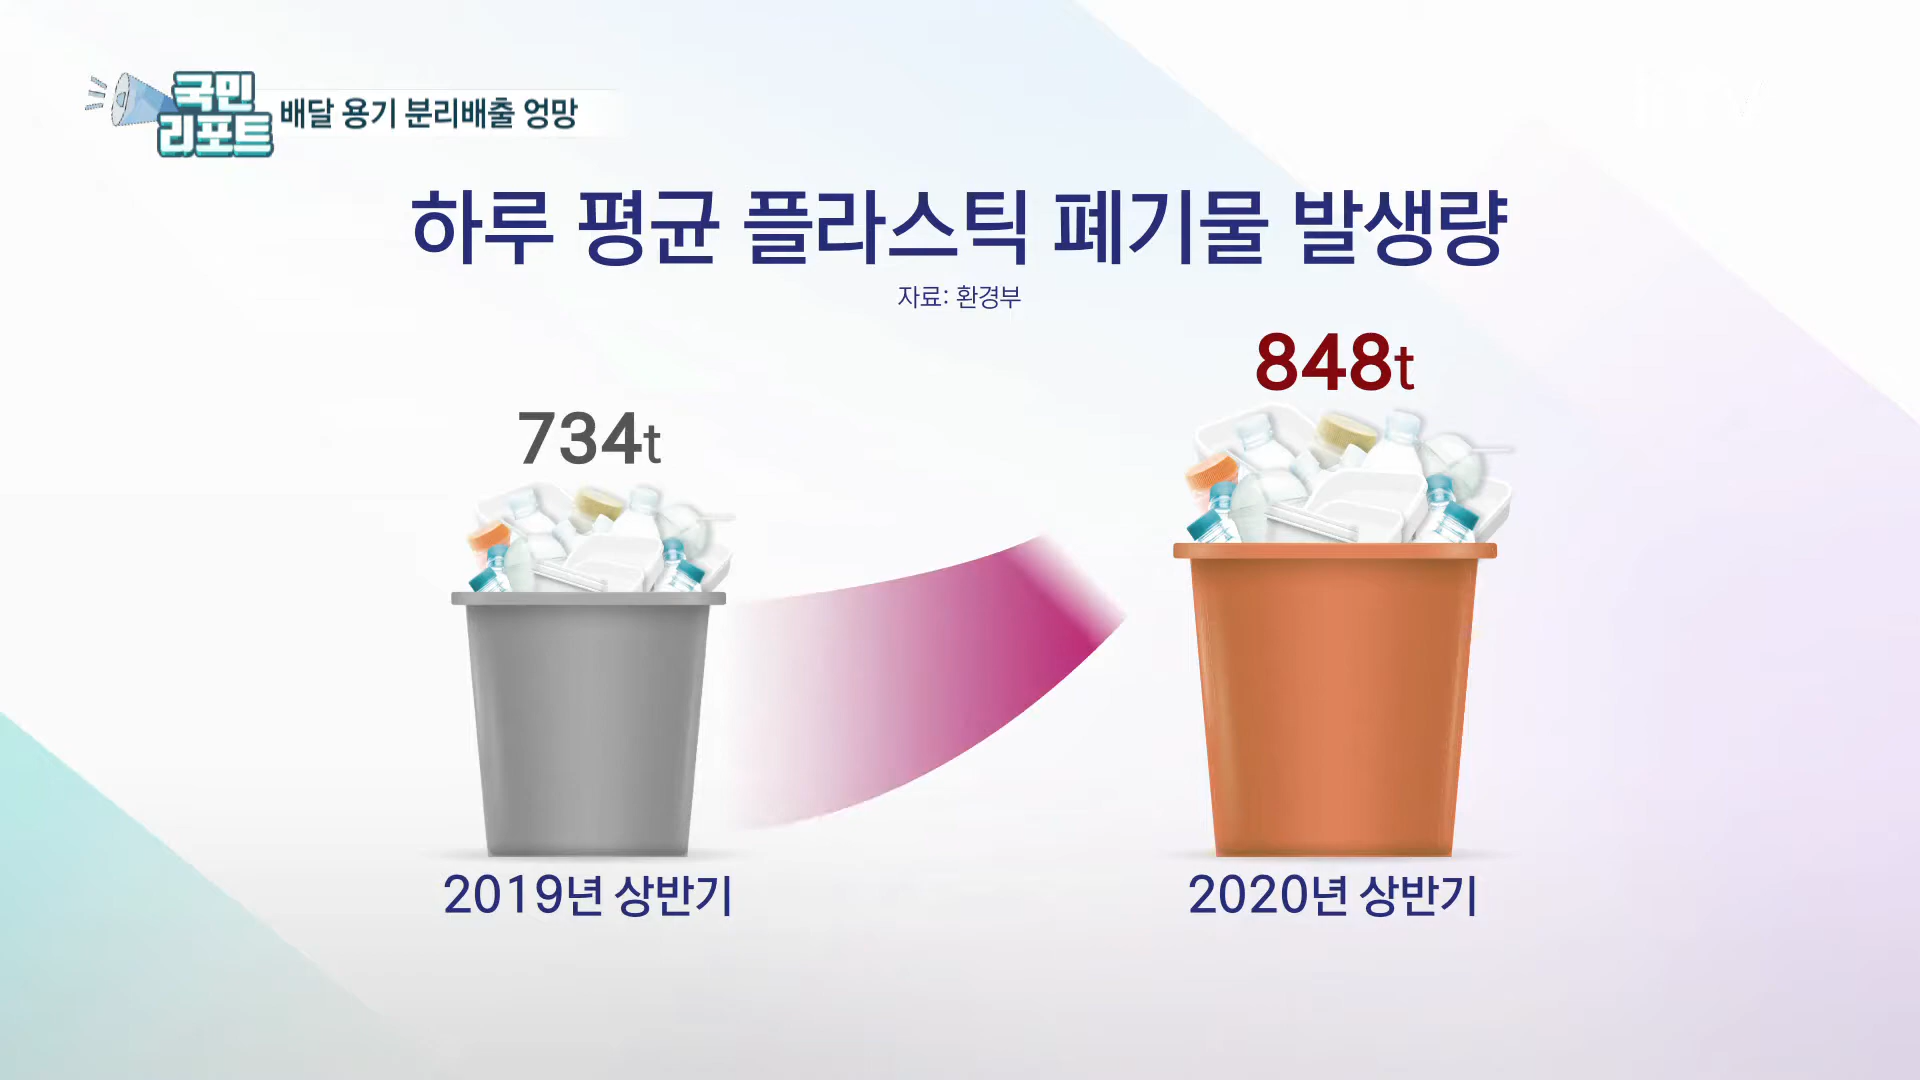 국민
리포트
배달 용기 분리배출 엉망
하루 평균 플라스틱 폐기물 발생량
자료: 환경부
734t
848t
2019년 상반기
2020년 상반기